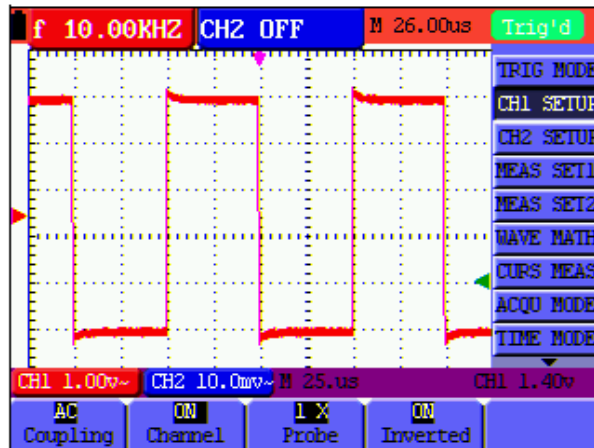 f 10.00KHZ CH2 OFF M 26.00us Trig'd
TRIG MODE
CH1 SETUP
CH2 SETUP
MEAS SET1
MEAS SET2
WAVE MATH
CURS MEAS
ACQU MODE
TIME MODE
CH1 1.00v~ CH2 10.0mv~ M 25.us CH1 1.40v
AC ON 1 X ON
Coupling Channel Probe Inverted